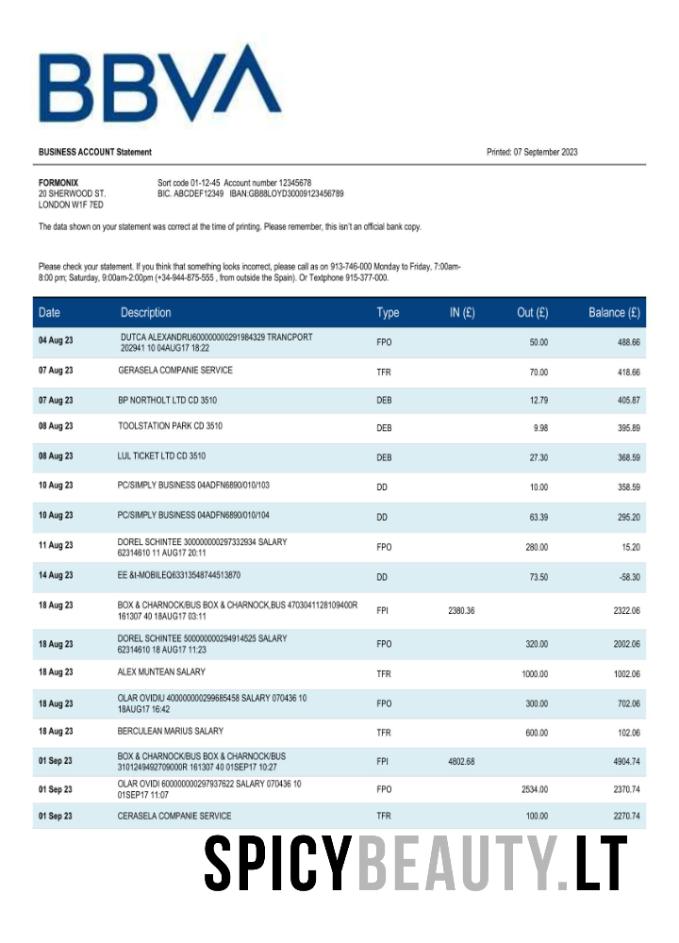 BBVA
BUSINESS ACCOUNT Statement Printed: 07 September 2023
FORMONIX Sort code 01-12-45 Account number 12345678
20 SHERWOOD ST. BIC. ABCDEF12349 IBAN:GB88LOYD30009123456789
LONDON W1F 7ED
The data shown on your statement was correct at the time of printing. Please remember, this isn't an official bank copy.
Please check your statement. If you think that something looks incorrect, please call as on 913-746-000 Monday to Friday, 7:00am-
8:00 pm; Saturday, 9:00am-2:00pm (+34-944-875-555 , from outside the Spain). Or Textphone 915-377-000.
Date Description Type IN (£) Out (£) Balance (£)
04 Aug 23 DUTCA ALEXANDRU600000000291984329 TRANCPORT FPO 50.00 488.66
202941 10 04AUG17 18:22
07 Aug 23 GERASELA COMPANIE SERVICE TFR 70.00 418.66
07 Aug 23 BP NORTHOLT LTD CD 3510 DEB 12.79 405.87
08 Aug 23 TOOLSTATION PARK CD 3510 DEB 9.98 395.89
08 Aug 23 LUL TICKET LTD CD 3510 DEB 27.30 368.59
10 Aug 23 PC/SIMPLY BUSINESS 04ADFN6890/010/103 DD 10.00 358.59
10 Aug 23 PC/SIMPLY BUSINESS 04ADFN6890/010/104 DD 63.39 295.20
11 Aug 23 DOREL SCHINTEE 300000000297332934 SALARY FPO 280.00 15.20
62314610 11 AUG17 20:11
14 Aug 23 EE &t-MOBILEQ63313548744513870 DD 73.50 -58.30
18 Aug 23 BOX & CHARNOCK/BUS BOX & CHARNOCK,BUS 4703041128109400R FPI 2380.36 2322.06
161307 40 18AUG17 03:11
18 Aug 23 DOREL SCHINTEE 500000000294914525 SALARY FPO 320.00 2002.06
62314610 18 AUG17 11:23
18 Aug 23 ALEX MUNTEAN SALARY TFR 1000.00 1002.06
18 Aug 23 OLAR OVIDIU 400000000299685458 SALARY 070436 10 FPO 300.00 702.06
18AUG17 16:42
18 Aug 23 BERCULEAN MARIUS SALARY TFR 600.00 102.06
01 Sep 23 BOX & CHARNOCK/BUS BOX & CHARNOCK/BUS FPI 4802.68 4904.74
3101249492709000R 161307 40 01SEP17 10:27
01 Sep 23 OLAR OVIDI 600000000297937622 SALARY 070436 10 FPO 2534.00 2370.74
01SEP17 11:07
01 Sep 23 CERASELA COMPANIE SERVICE TFR 100.00 2270.74
SPICYBEAUTY.LT